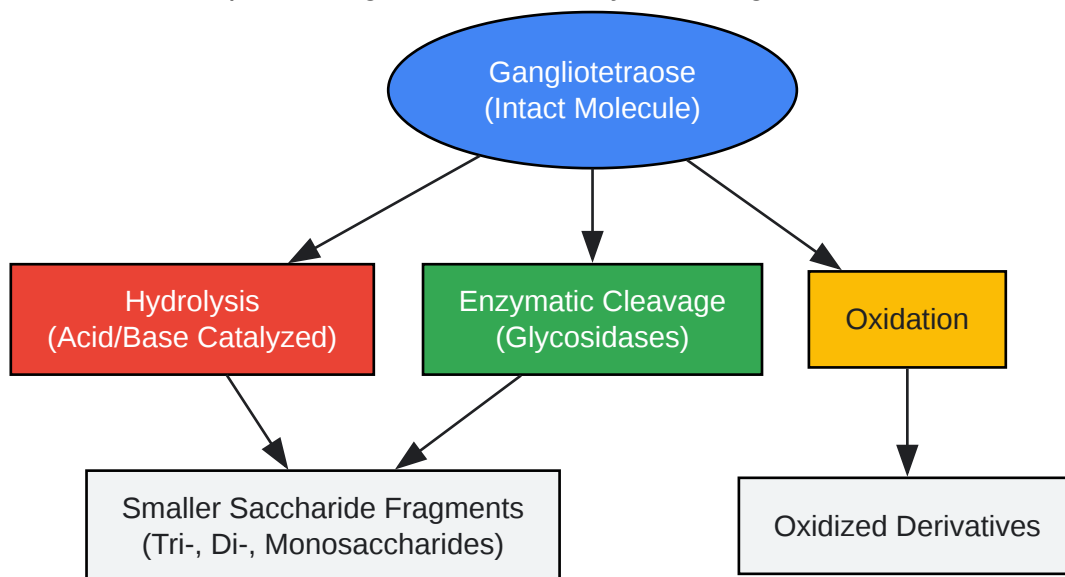 Gangliotetraose
(Intact Molecule)
Hydrolysis
(Acid/Base Catalyzed)
Enzymatic Cleavage
(Glycosidases)
Oxidation
Smaller Saccharide Fragments
(Tri-, Di-, Monosaccharides)
Oxidized Derivatives